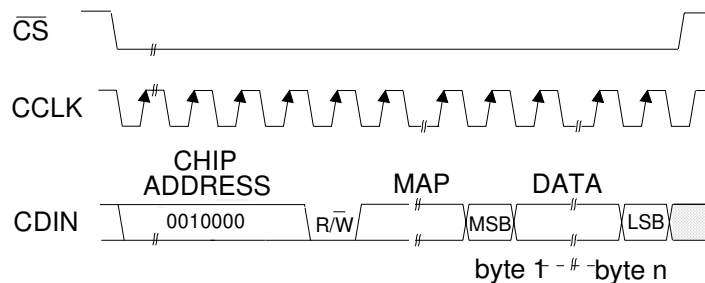 CS
CCLK
CHIP
ADDRESS
MAP
DATA
CDIN
0010000
R/W
MSB
LSB
byte 1
byte n